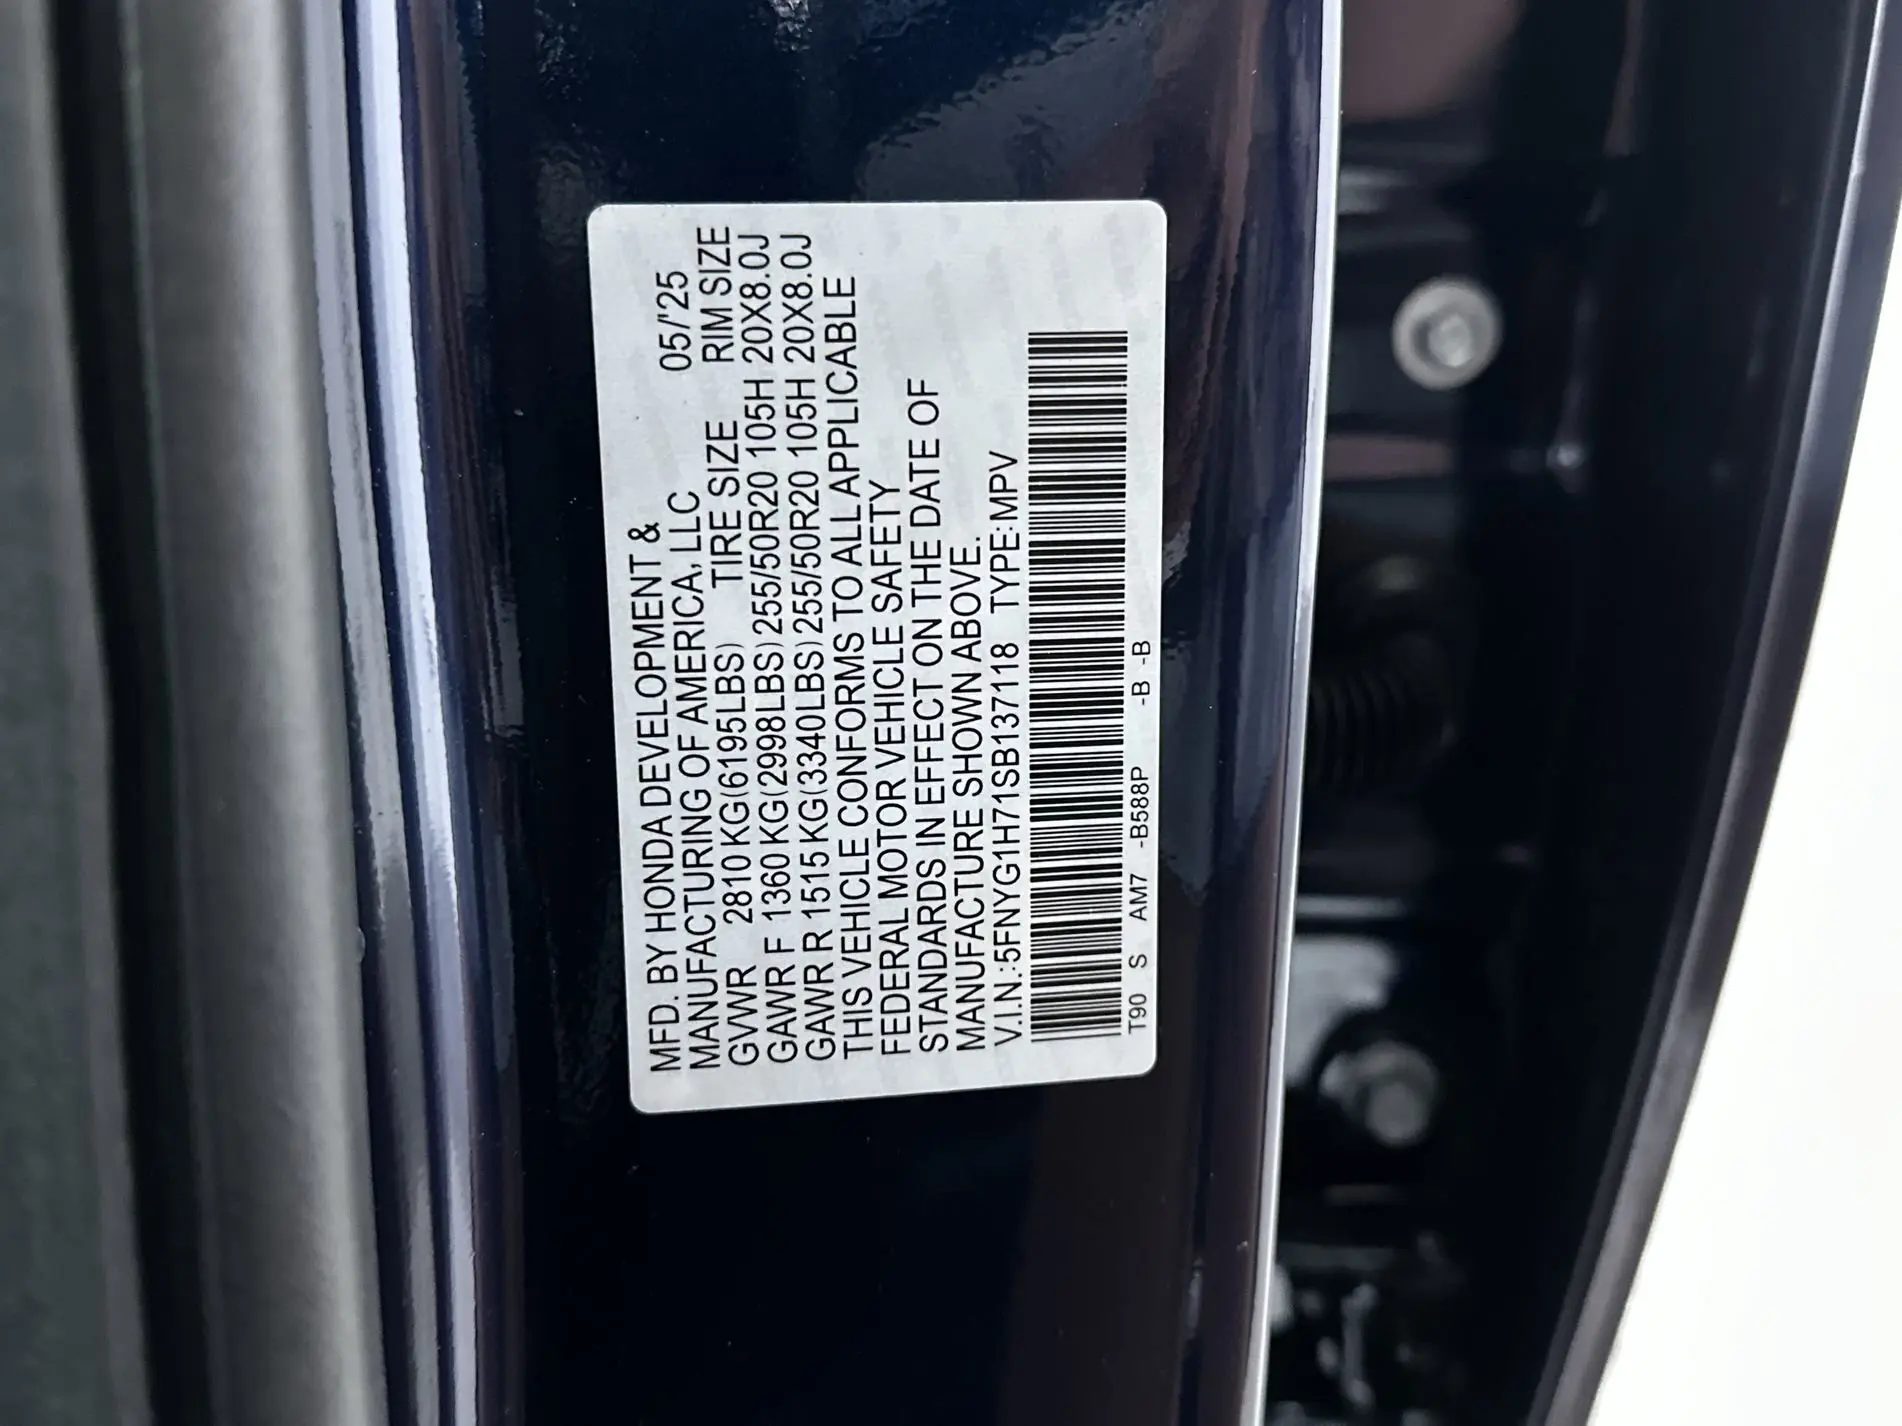 MFD. BY HONDA DEVELOPMENT &
MANUFACTURING OF AMERICA, LLC 05/'25
TIRE SIZE RIM SIZE
GVWR 2810 KG(6195LBS)
GAWR F 1360 KG(2998LBS) 255/50R20 105H 20X8.0J
GAWR R 1515 KG(3340LBS) 255/50R20 105H 20X8.0J
THIS VEHICLE CONFORMS TO ALL APPLICABLE
FEDERAL MOTOR VEHICLE SAFETY
STANDARDS IN EFFECT ON THE DATE OF
MANUFACTURE SHOWN ABOVE.
V.I.N.:5FNYG1H71SB137118 TYPE:MPV
T90 S AM7 -B588P -B -B